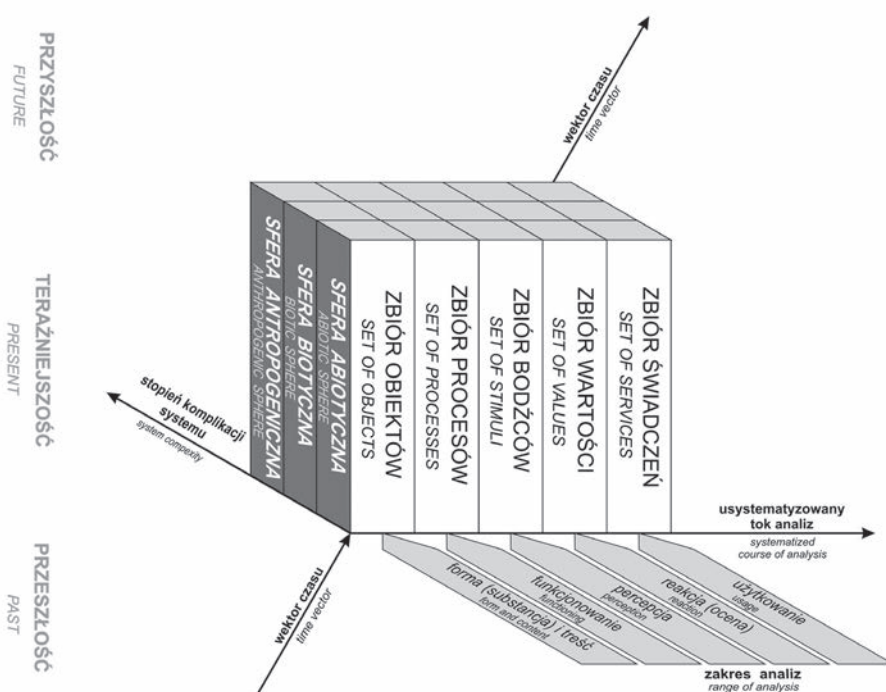 PRZYSZŁOŚĆ
FUTURE
TERAŹNIEJSZOŚĆ
PRESENT
PRZESZŁOŚĆ
PAST
wektor czasu
time vector
SFERA ANTROPOGENICZNA
ANTHROPOGENIC SPHERE
SFERA BIOTYCZNA
BIOTIC SPHERE
SFERA ABIOTYCZNA
ABIOTIC SPHERE
ZBIÓR OBIEKTÓW
SET OF OBJECTS
ZBIÓR PROCESÓW
SET OF PROCESSES
ZBIÓR BODŹCÓW
SET OF STIMULI
ZBIÓR WARTOŚCI
SET OF VALUES
ZBIÓR ŚWIADCZEŃ
SET OF SERVICES
stopień komplikacji
systemu
system compexity
usystematyzowany
tok analiz
systematized
course of analysis
wektor czasu
time vector
forma (substancja) i treść
form and content
funkcjonowanie
functioning
percepcja
perception
reakcja (ocena)
reaction
użytkowanie
usage
zakres analiz
range of analysis